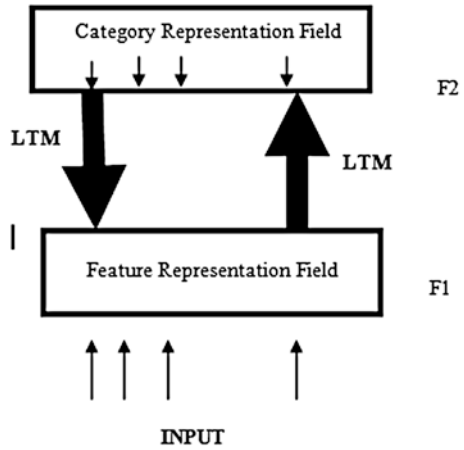 Category Representation Field
F2
LTM
LTM
Feature Representation Field
F1
INPUT